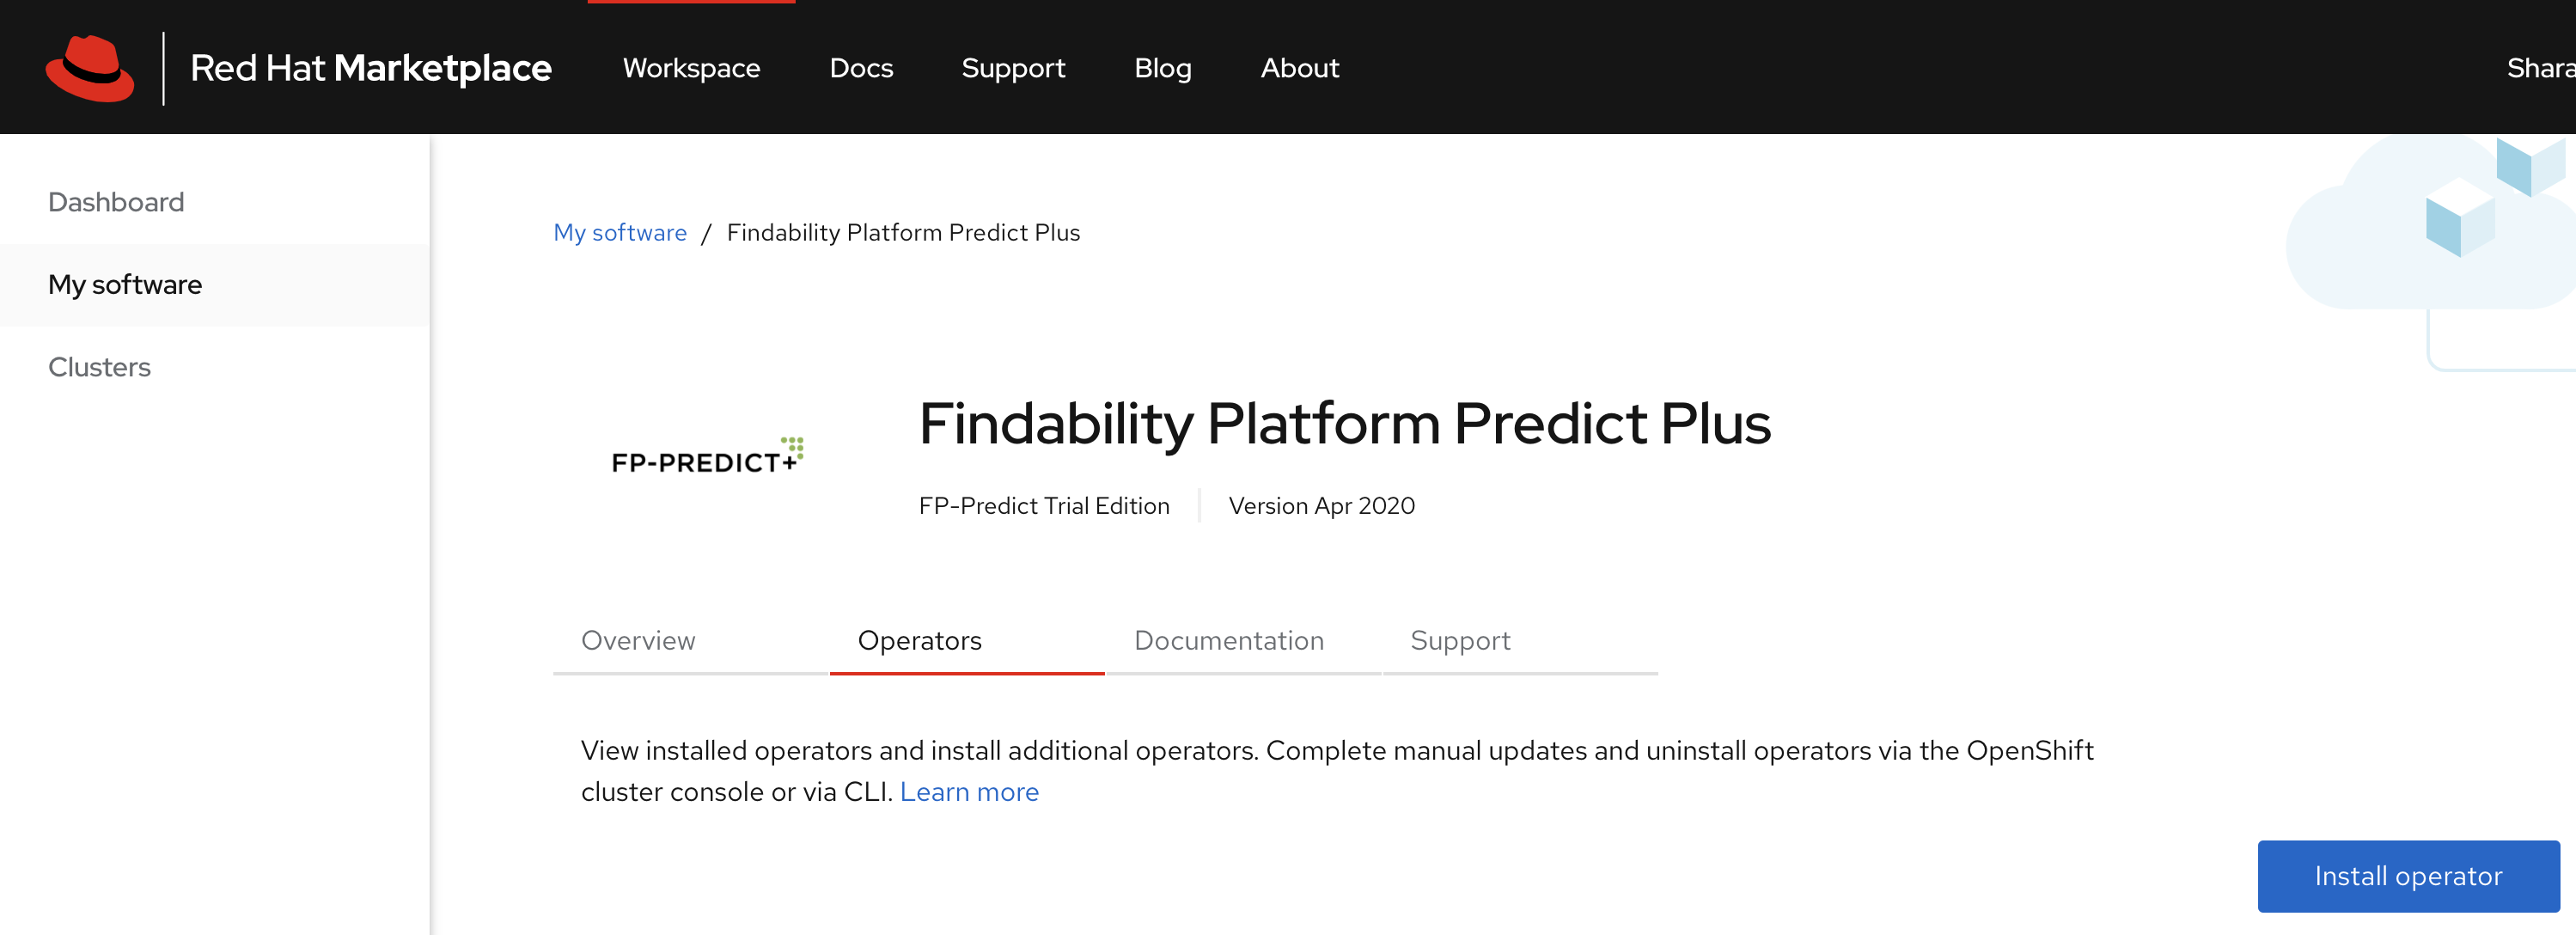 Red Hat Marketplace Workspace Docs Support Blog About Shara
Dashboard
My software
Clusters
My software / Findability Platform Predict Plus
FP-PREDICT+
Findability Platform Predict Plus
FP-Predict Trial Edition Version Apr 2020
Overview Operators Documentation Support
View installed operators and install additional operators. Complete manual updates and uninstall operators via the OpenShift
cluster console or via CLI. Learn more
Install operator